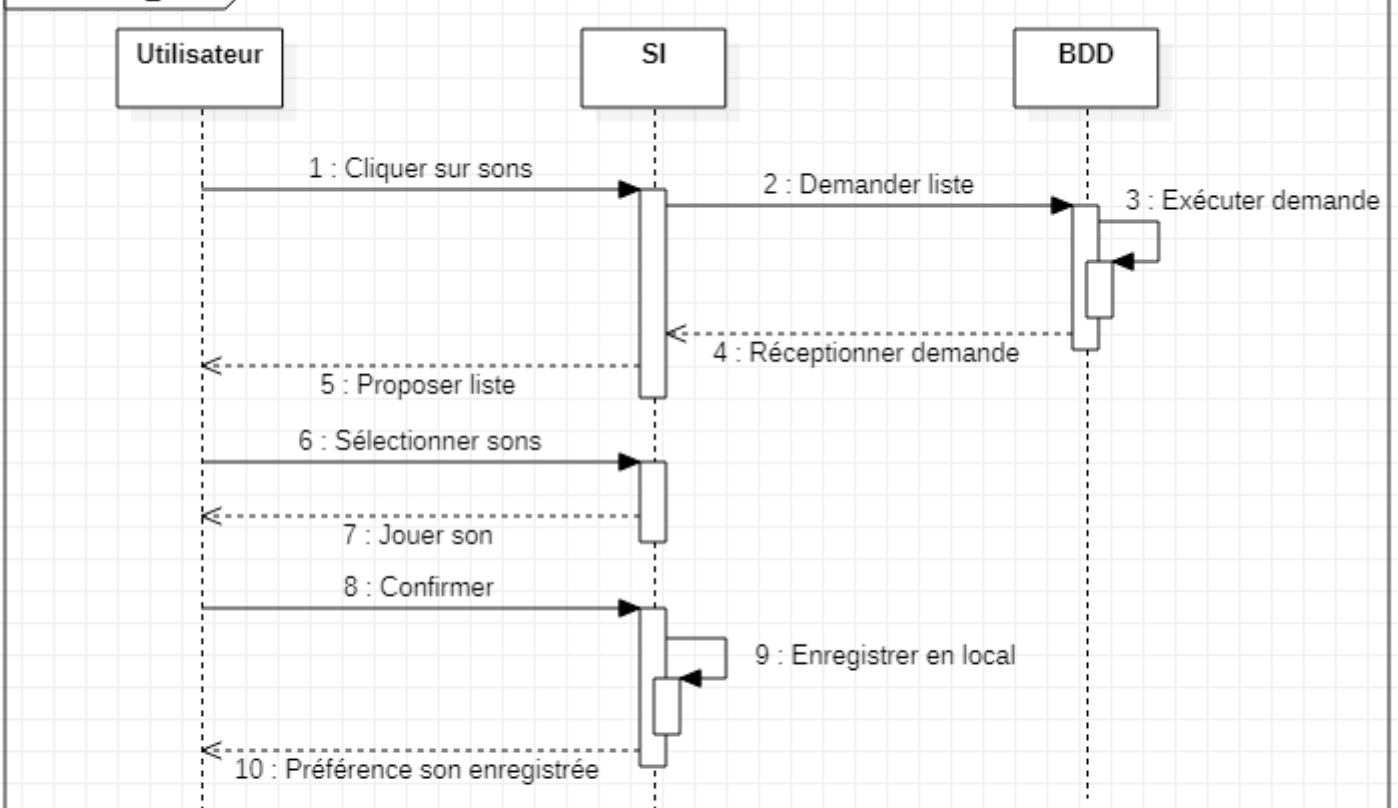 Utilisateur
SI
BDD
1 : Cliquer sur sons
2 : Demander liste
3 : Exécuter demande
4 : Réceptionner demande
5 : Proposer liste
6 : Sélectionner sons
7 : Jouer son
8 : Confirmer
9 : Enregistrer en local
10 : Préférence son enregistrée